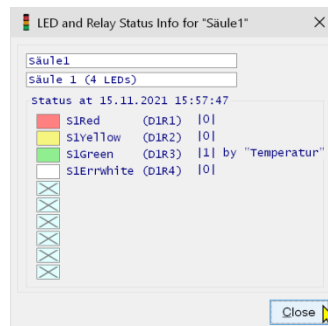 LED and Relay Status Info for "Säule1"
Säule1
Säule 1 (4 LEDs)
Status at 15.11.2021 15:57:47
S1Red (D1R1) |0|
S1Yellow (D1R2) |0|
S1Green (D1R3) |1| by "Temperatur"
S1ErrWhite (D1R4) |0|
Close